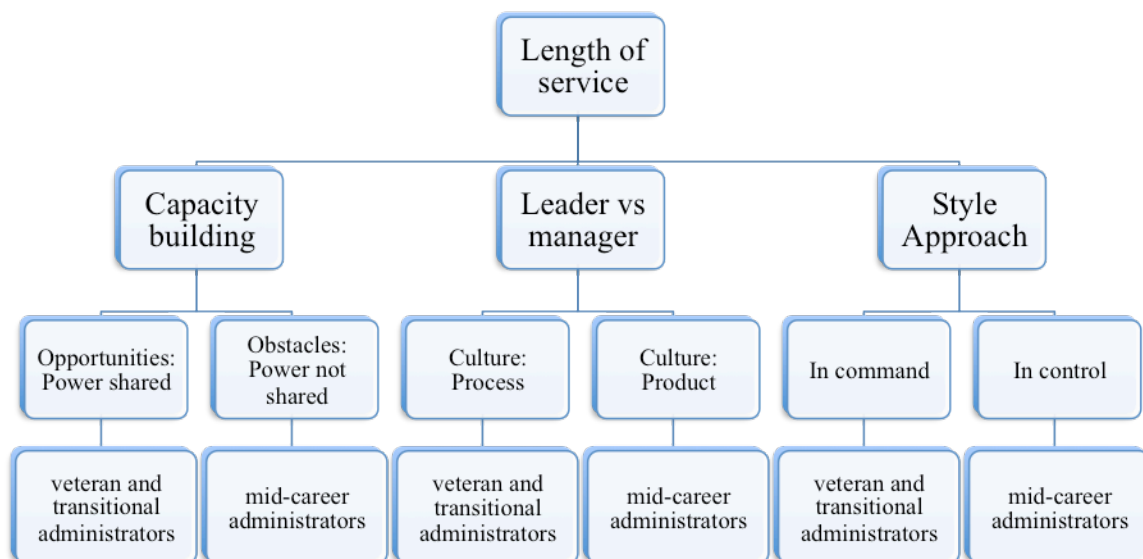 Length of
service
Capacity
building
Leader vs
manager
Style
Approach
Opportunities:
Power shared
Obstacles:
Power not
shared
Culture:
Process
Culture:
Product
In command
In control
veteran and
transitional
administrators
mid-career
administrators
veteran and
transitional
administrators
mid-career
administrators
veteran and
transitional
administrators
mid-career
administrators